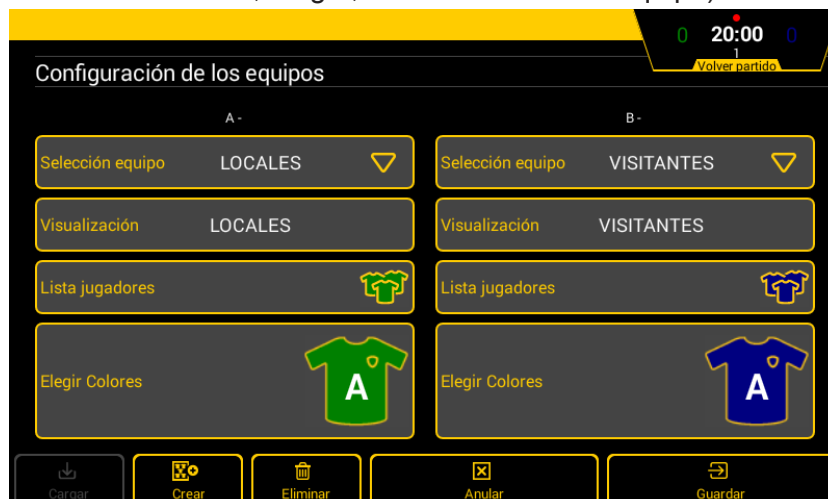 0 20:00 0
1
Volver partido
Configuración de los equipos
A - B -
Selección equipo LOCALES Selección equipo VISITANTES
Visualización LOCALES Visualización VISITANTES
Lista jugadores Lista jugadores
Elegir Colores A Elegir Colores A
Cargar Crear Eliminar Anular Guardar